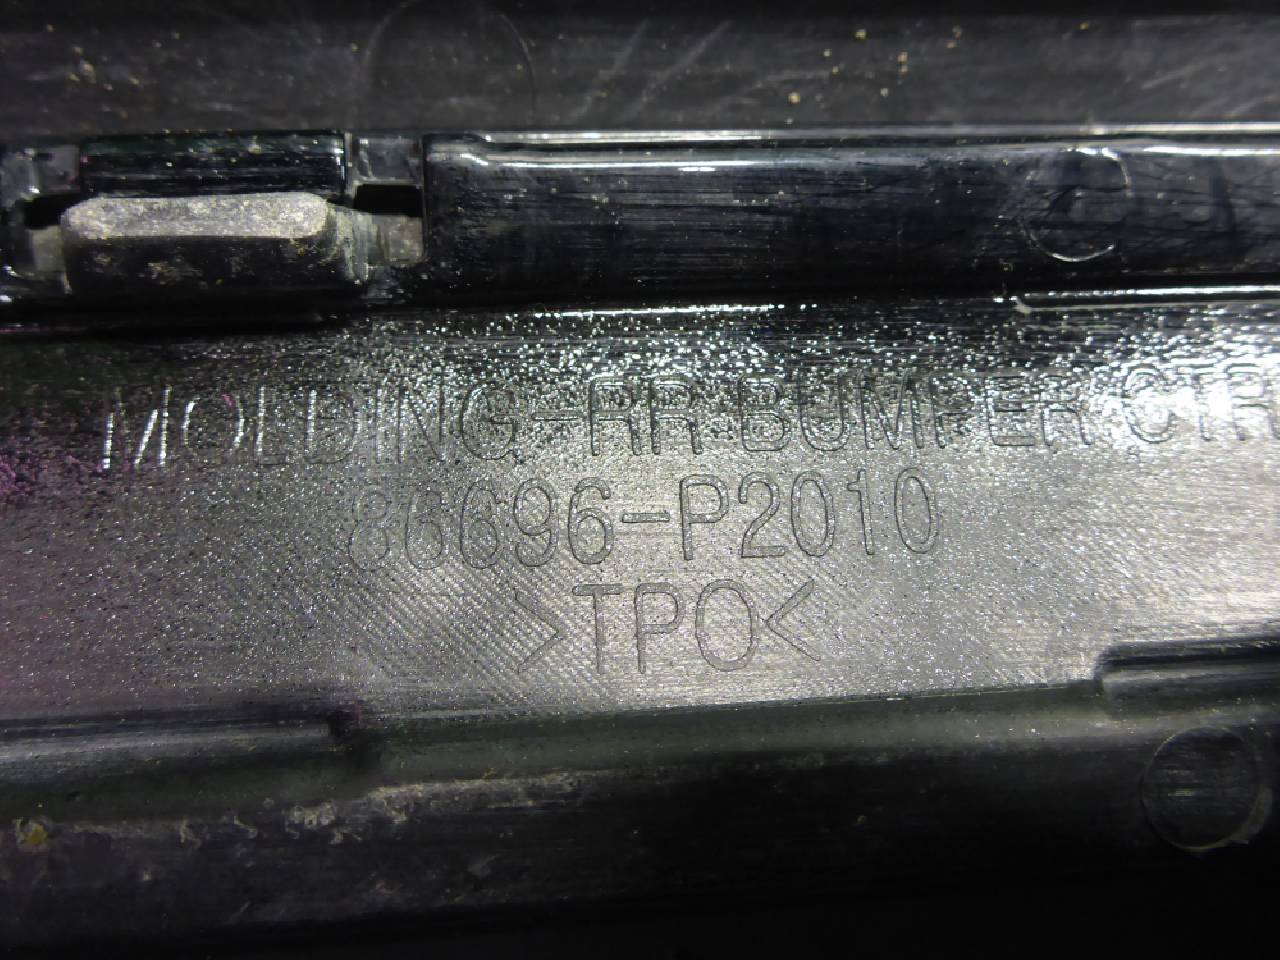 MOLDING-RR BUMPER CTR
86696-P2010
>TPO<